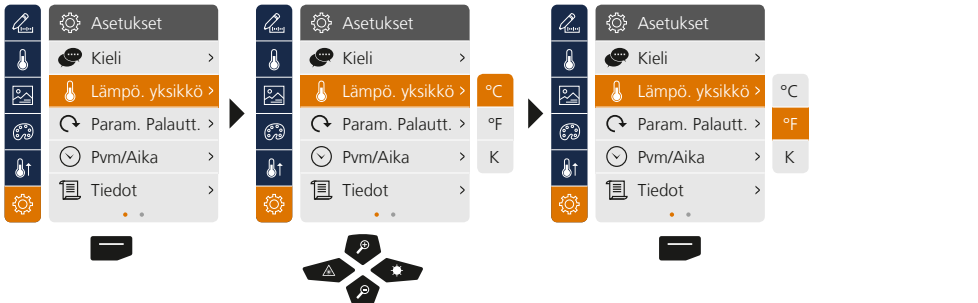 Asetukset
Kieli
Lämpö. yksikkö
Param. Palautt.
Pvm/Aika
Tiedot
Asetukset
Kieli
Lämpö. yksikkö
Param. Palautt.
Pvm/Aika
Tiedot
°C
°F
K
Asetukset
Kieli
Lämpö. yksikkö
Param. Palautt.
Pvm/Aika
Tiedot
°C
°F
K